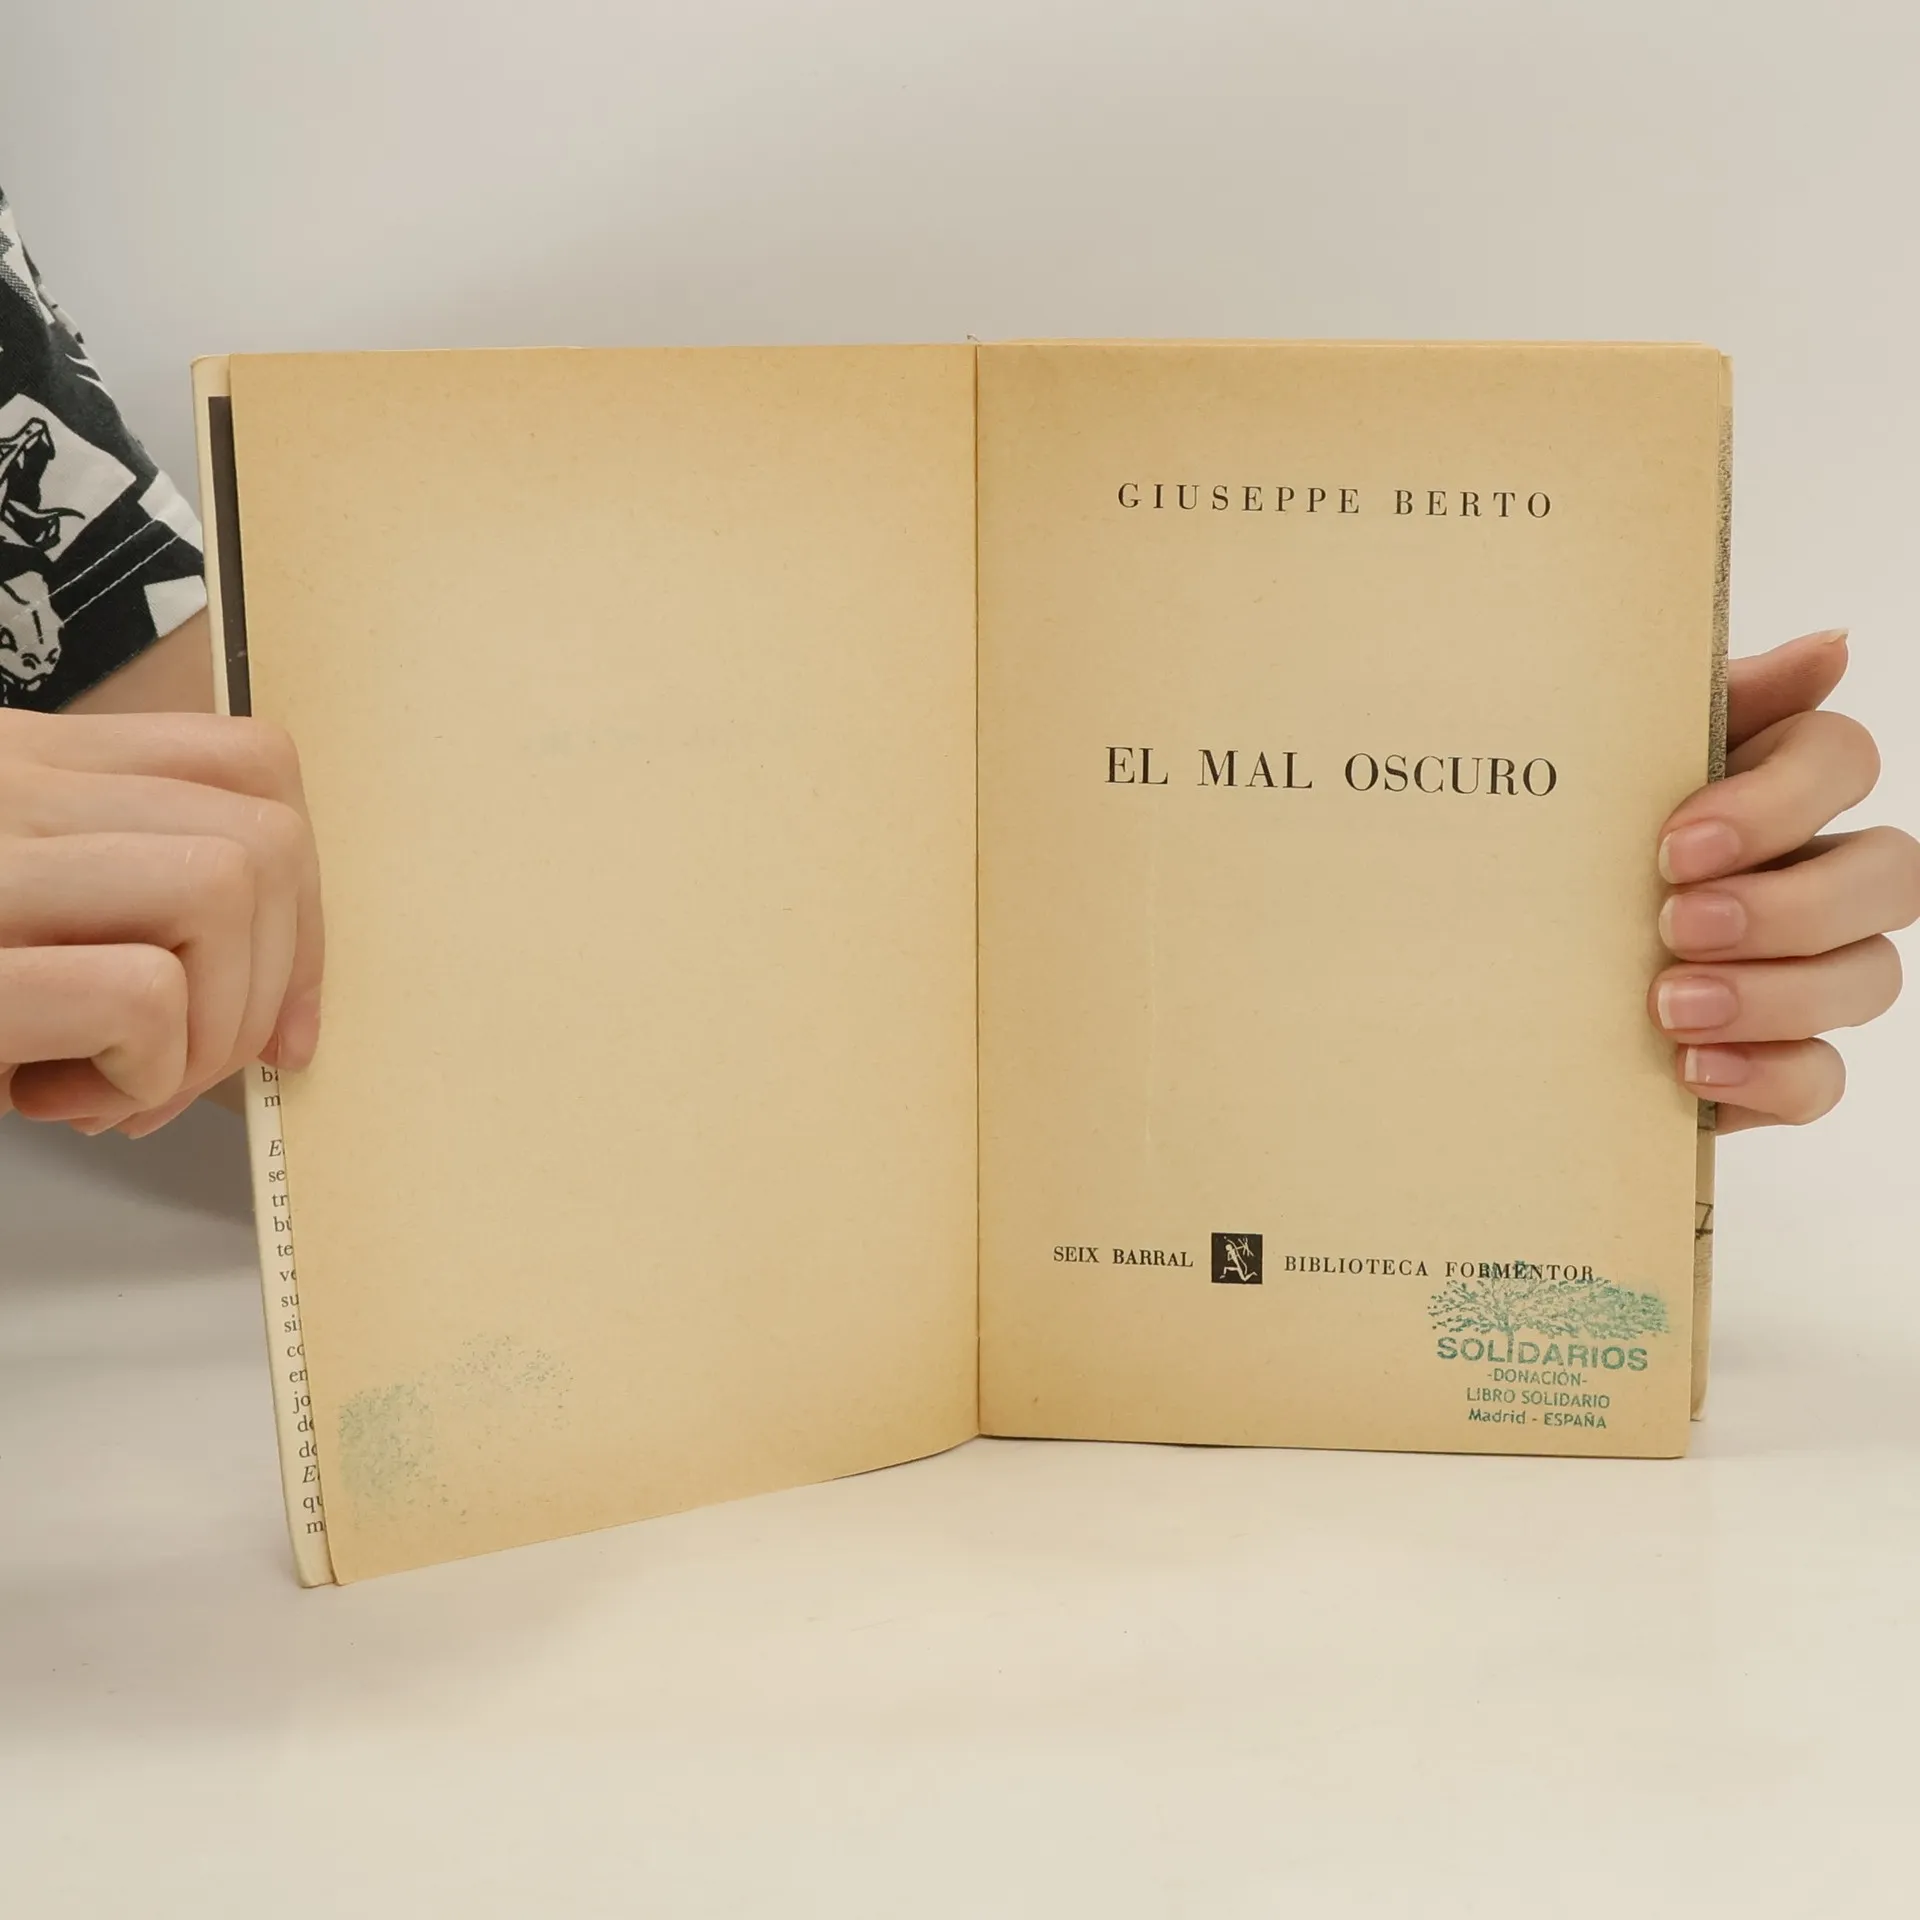 GIUSEPPE BERTO
EL MAL OSCURO
SEIX BARRAL BIBLIOTECA FORMENTOR
SOLIDARIOS
-DONACIÓN-
LIBRO SOLIDARIO
Madrid - ESPAÑA